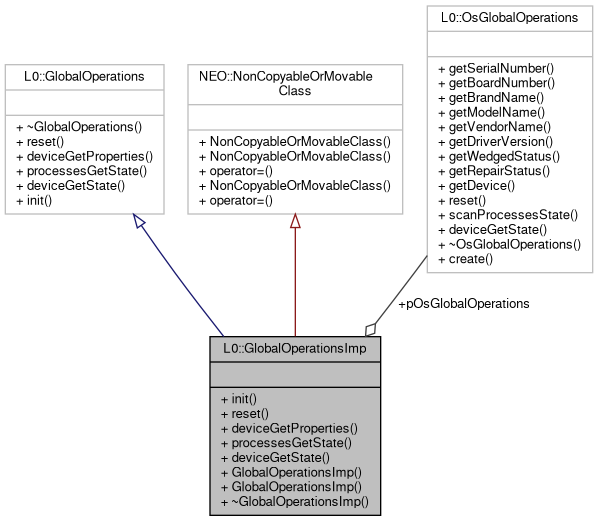 L0::GlobalOperations
+ ~GlobalOperations()
+ reset()
+ deviceGetProperties()
+ processesGetState()
+ deviceGetState()
+ init()
NEO::NonCopyableOrMovable
Class
+ NonCopyableOrMovableClass()
+ NonCopyableOrMovableClass()
+ operator=()
+ NonCopyableOrMovableClass()
+ operator=()
L0::OsGlobalOperations
+ getSerialNumber()
+ getBoardNumber()
+ getBrandName()
+ getModelName()
+ getVendorName()
+ getDriverVersion()
+ getWedgedStatus()
+ getRepairStatus()
+ getDevice()
+ reset()
+ scanProcessesState()
+ deviceGetState()
+ ~OsGlobalOperations()
+ create()
+pOsGlobalOperations
L0::GlobalOperationsImp
+ init()
+ reset()
+ deviceGetProperties()
+ processesGetState()
+ deviceGetState()
+ GlobalOperationsImp()
+ GlobalOperationsImp()
+ ~GlobalOperationsImp()